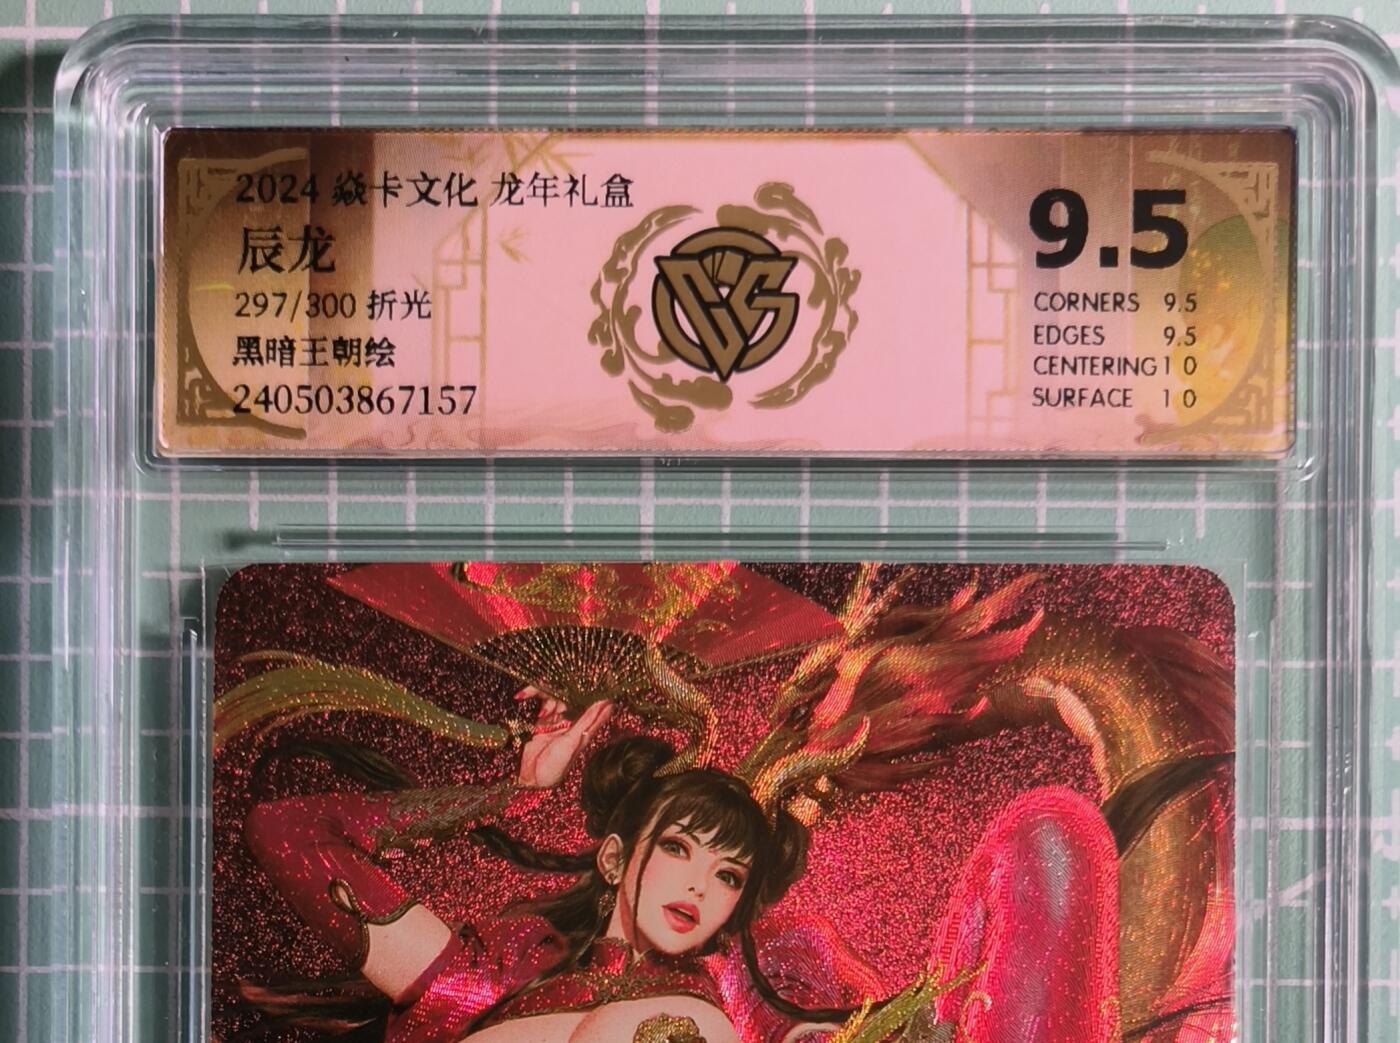 2024 焱卡文化 龙年礼盒
辰龙
297/300 折光
黑暗王朝绘
240503867157
9.5
CORNERS 9.5
EDGES 9.5
CENTERING 10
SURFACE 10